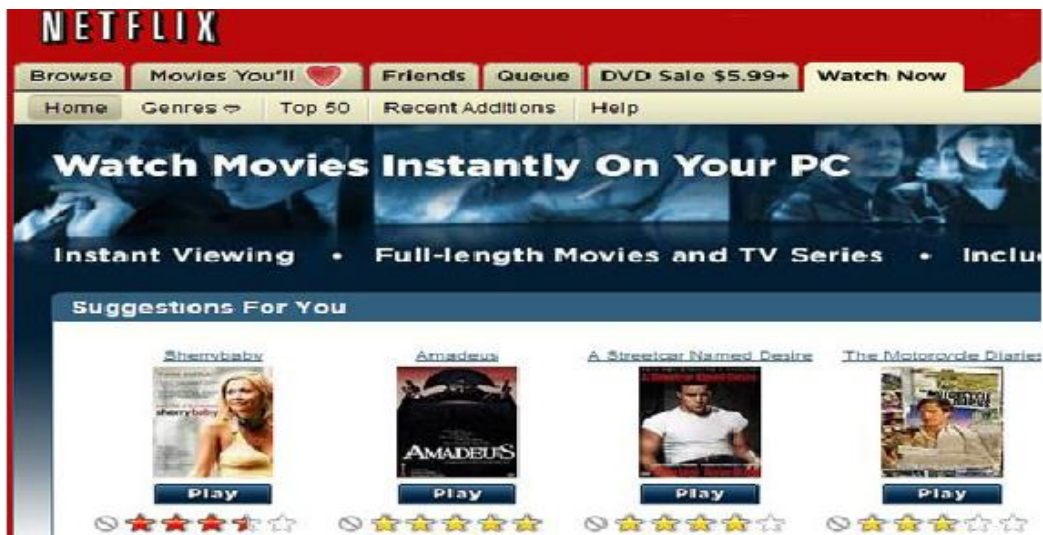 NETFLIX
Browse Movies You'll Friends Queue DVD Sale $5.99+ Watch Now
Home Genres Top 50 Recent Additions Help
Watch Movies Instantly On Your PC
Instant Viewing • Full-length Movies and TV Series • Inclu
Suggestions For You
Sherrybaby Amadeus A Streetcar Named Desire The Motorcycle Diaries
sherrybaby AMADEUS
Play Play Play Play